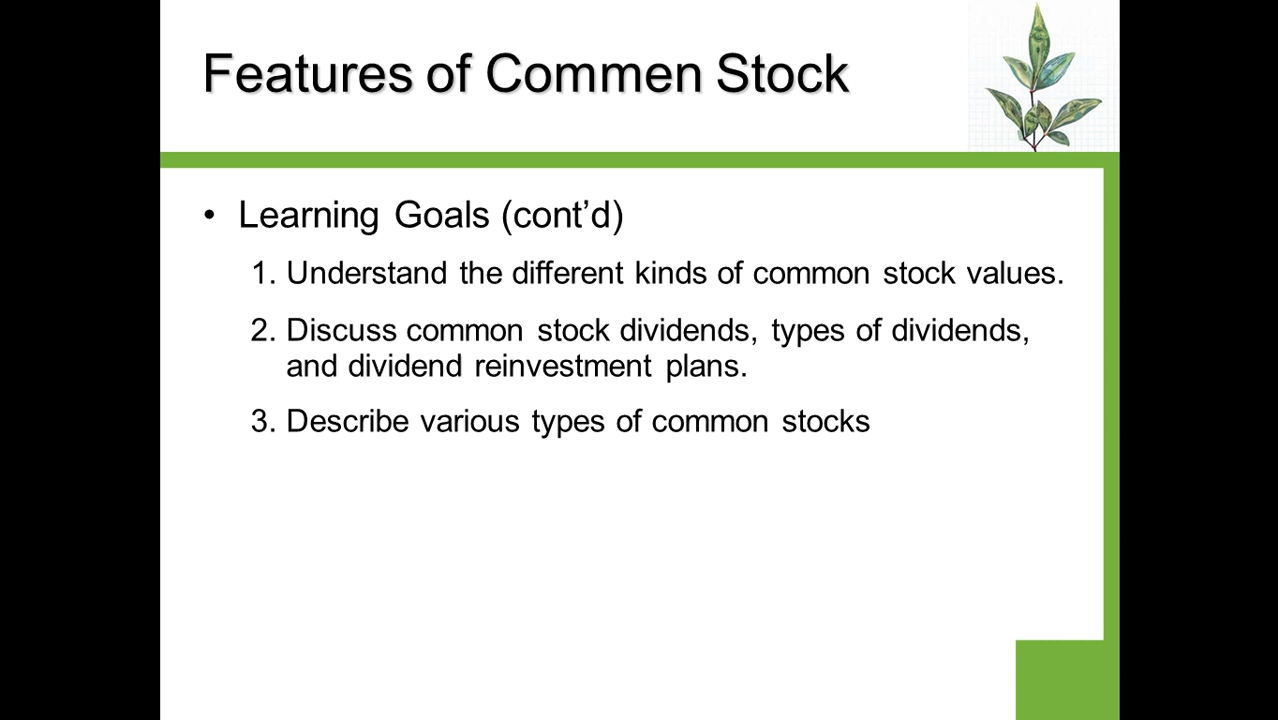 Features of Commen Stock
• Learning Goals (cont’d)
1. Understand the different kinds of common stock values.
2. Discuss common stock dividends, types of dividends,
and dividend reinvestment plans.
3. Describe various types of common stocks